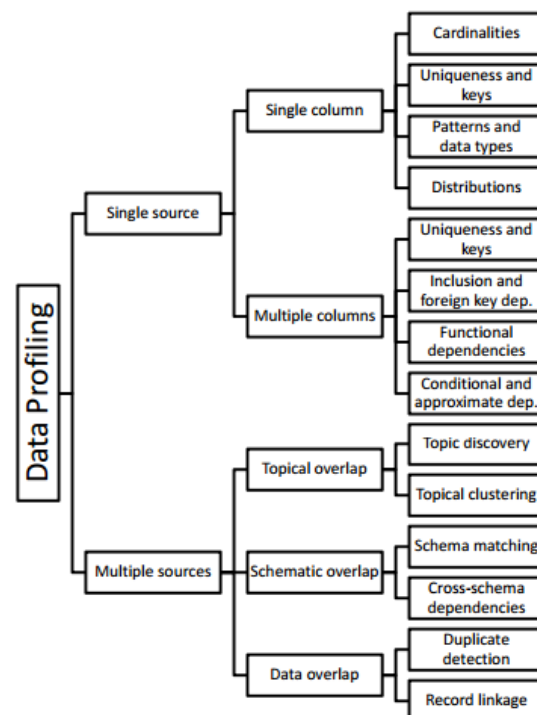 Data Profiling
Single source
Single column
Cardinalities
Uniqueness and
keys
Patterns and
data types
Distributions
Multiple columns
Uniqueness and
keys
Inclusion and
foreign key dep.
Functional
dependencies
Conditional and
approximate dep.
Multiple sources
Topical overlap
Topic discovery
Topical clustering
Schematic overlap
Schema matching
Cross-schema
dependencies
Data overlap
Duplicate
detection
Record linkage